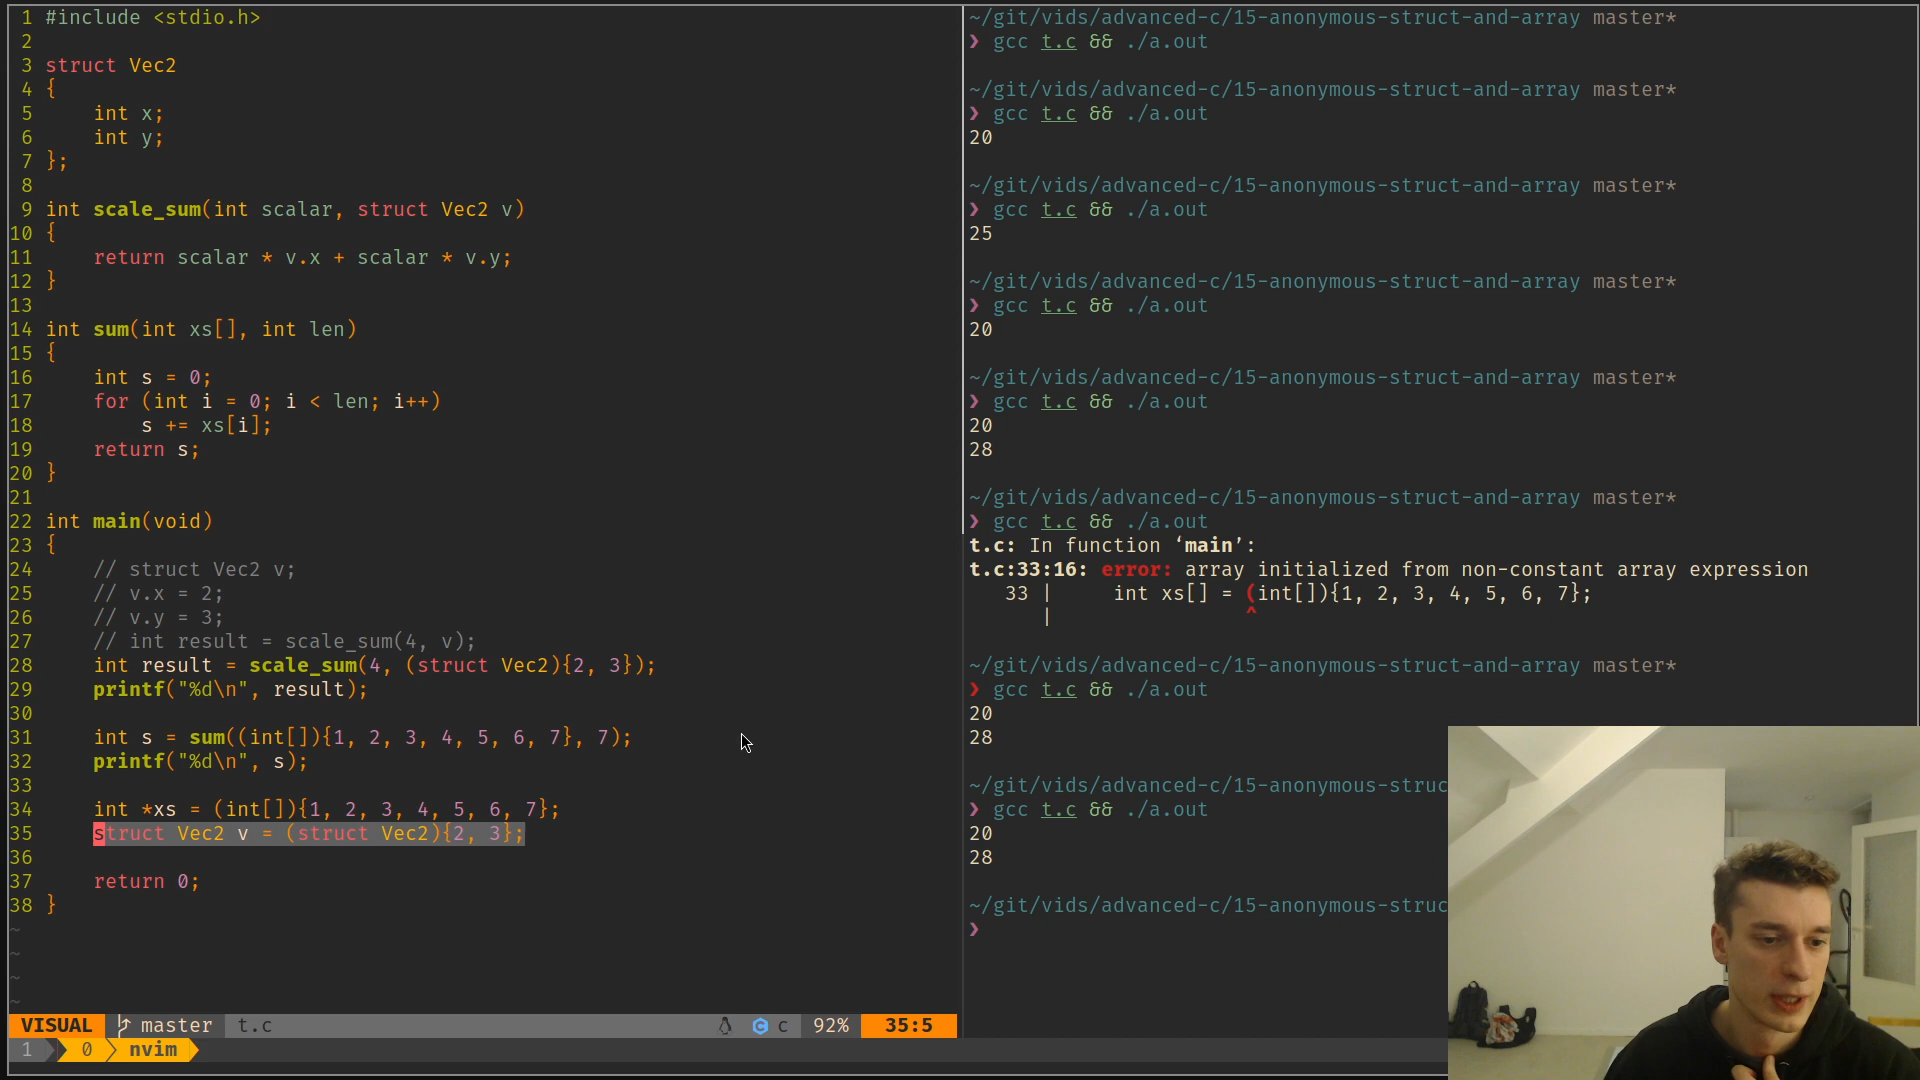 1 #include <stdio.h>
2
3 struct Vec2
4 {
5     int x;
6     int y;
7 };
8
9 int scale_sum(int scalar, struct Vec2 v)
10 {
11     return scalar * v.x + scalar * v.y;
12 }
13
14 int sum(int xs[], int len)
15 {
16     int s = 0;
17     for (int i = 0; i < len; i++)
18         s += xs[i];
19     return s;
20 }
21
22 int main(void)
23 {
24     // struct Vec2 v;
25     // v.x = 2;
26     // v.y = 3;
27     // int result = scale_sum(4, v);
28     int result = scale_sum(4, (struct Vec2){2, 3});
29     printf("%d\n", result);
30
31     int s = sum((int[]){1, 2, 3, 4, 5, 6, 7}, 7);
32     printf("%d\n", s);
33
34     int *xs = (int[]){1, 2, 3, 4, 5, 6, 7};
35     struct Vec2 v = (struct Vec2){2, 3};
36
37     return 0;
38 }
~
~
~
~
VISUAL master t.c c 92% 35:5
1 0 nvim
~/git/vids/advanced-c/15-anonymous-struct-and-array master*
❯ gcc t.c && ./a.out
~/git/vids/advanced-c/15-anonymous-struct-and-array master*
❯ gcc t.c && ./a.out
20
~/git/vids/advanced-c/15-anonymous-struct-and-array master*
❯ gcc t.c && ./a.out
25
~/git/vids/advanced-c/15-anonymous-struct-and-array master*
❯ gcc t.c && ./a.out
20
~/git/vids/advanced-c/15-anonymous-struct-and-array master*
❯ gcc t.c && ./a.out
20
28
~/git/vids/advanced-c/15-anonymous-struct-and-array master*
❯ gcc t.c && ./a.out
t.c: In function ‘main’:
t.c:33:16: error: array initialized from non-constant array expression
33 |     int xs[] = (int[]){1, 2, 3, 4, 5, 6, 7};
|                ^
~/git/vids/advanced-c/15-anonymous-struct-and-array master*
❯ gcc t.c && ./a.out
20
28
~/git/vids/advanced-c/15-anonymous-struc
❯ gcc t.c && ./a.out
20
28
~/git/vids/advanced-c/15-anonymous-struc
❯